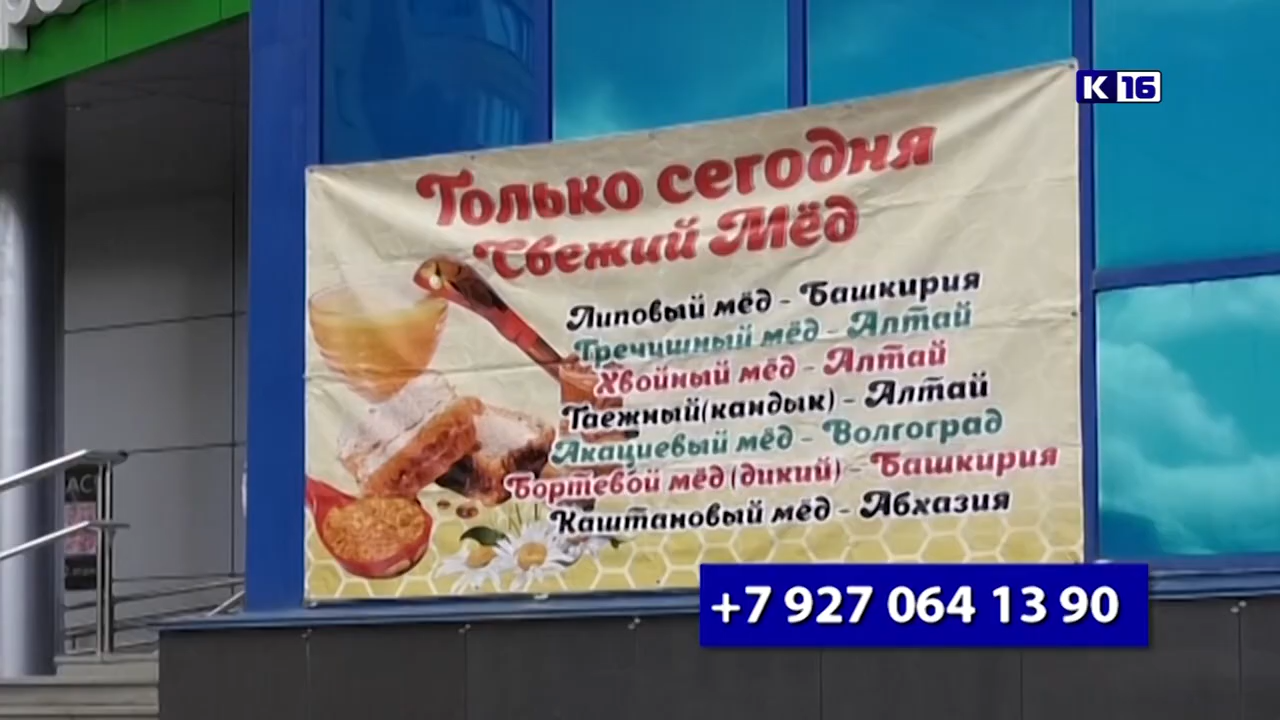 K 16
Только сегодня
Свежий Мёд
Липовый мёд - Башкирия
Гречишный мёд - Алтай
Хвойный мёд - Алтай
Таежный(кандык) - Алтай
Акациевый мёд - Волгоград
Бортевой мёд (дикий) - Башкирия
Каштановый мёд - Абхазия
+7 927 064 13 90